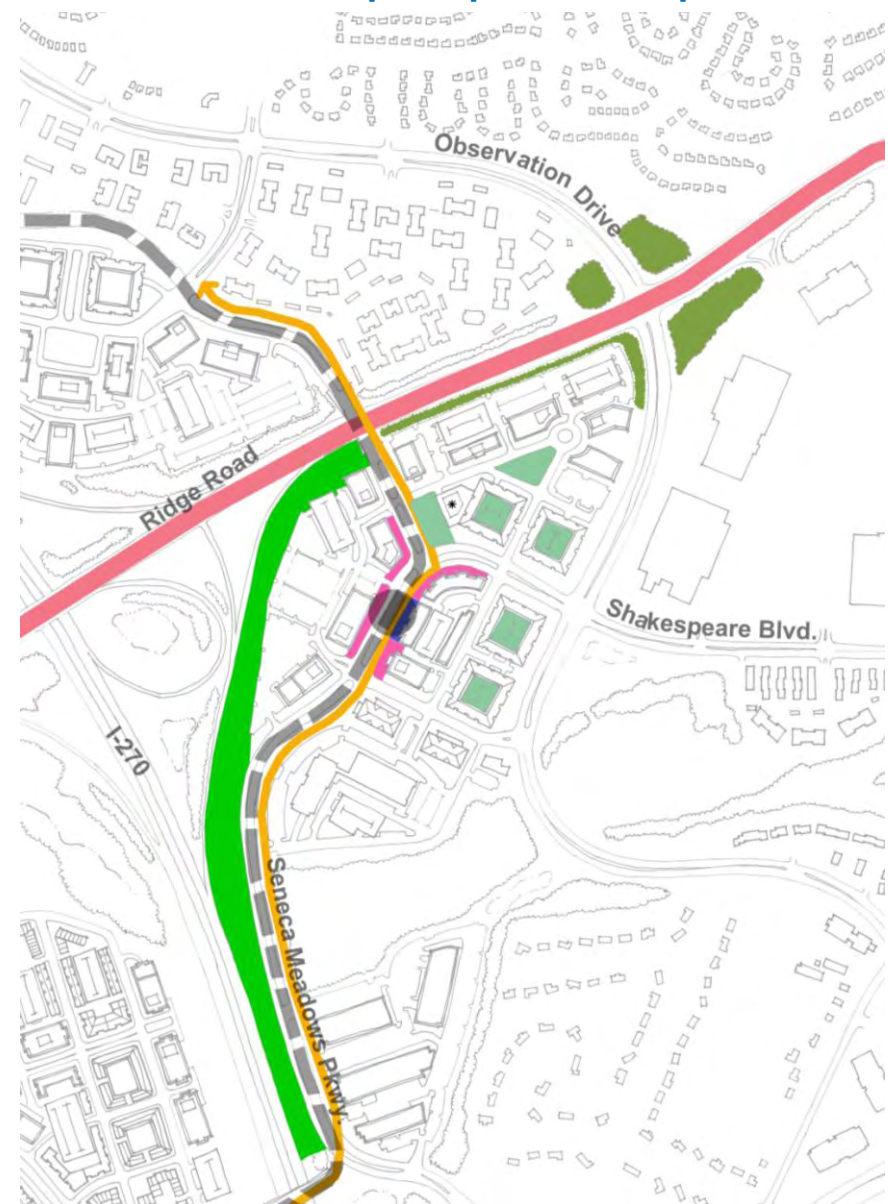 Observation Drive
Ridge Road
Shakespeare Blvd.
I-270
Seneca Meadows Pkwy.